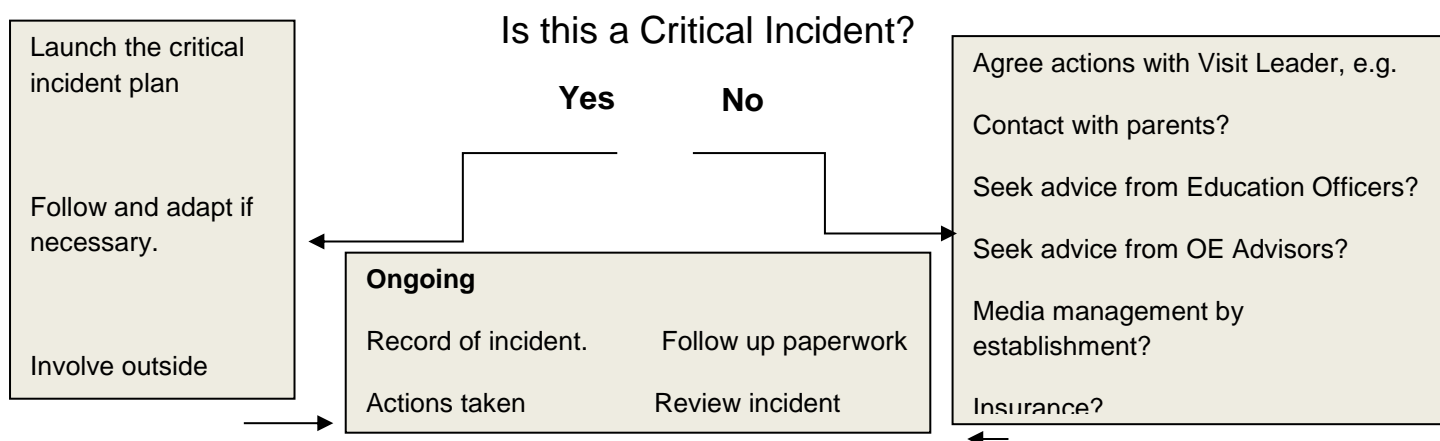 Is this a Critical Incident?
Yes
No
Launch the critical
incident plan
Follow and adapt if
necessary.
Involve outside
Agree actions with Visit Leader, e.g.
Contact with parents?
Seek advice from Education Officers?
Seek advice from OE Advisors?
Media management by
establishment?
Insurance?
Ongoing
Record of incident. Follow up paperwork
Actions taken Review incident